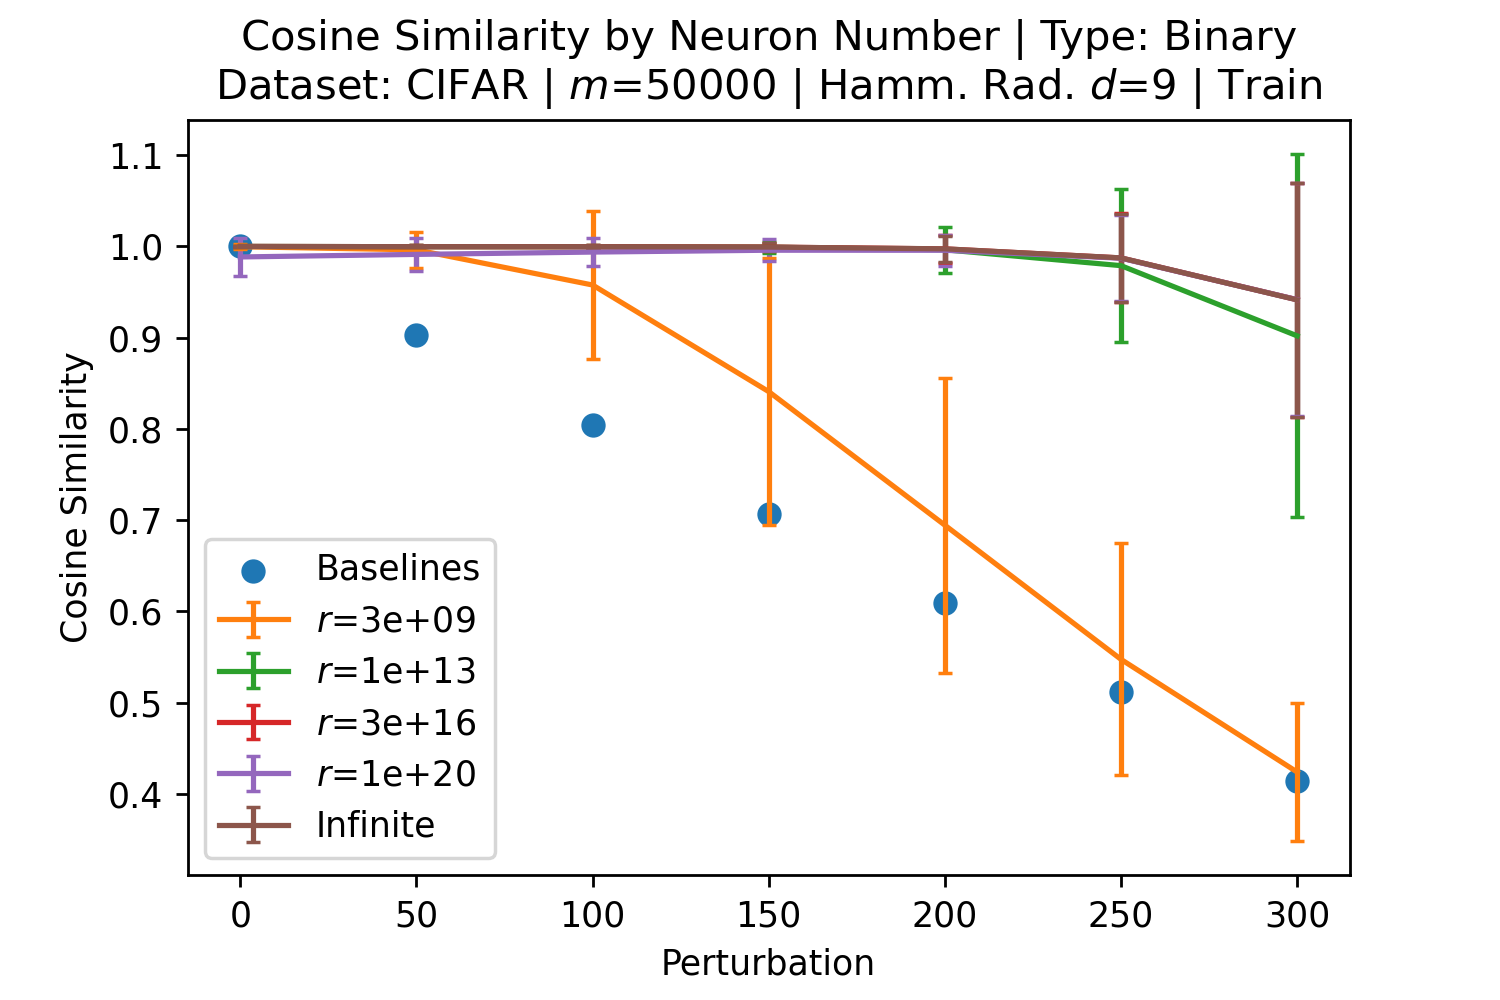 Cosine Similarity by Neuron Number | Type: Binary
Dataset: CIFAR | m=50000 | Hamm. Rad. d=9 | Train
Cosine Similarity
1.1
1.0
0.9
0.8
0.7
0.6
0.5
0.4
Baselines
r=3e+09
r=1e+13
r=3e+16
r=1e+20
Infinite
0 50 100 150 200 250 300
Perturbation